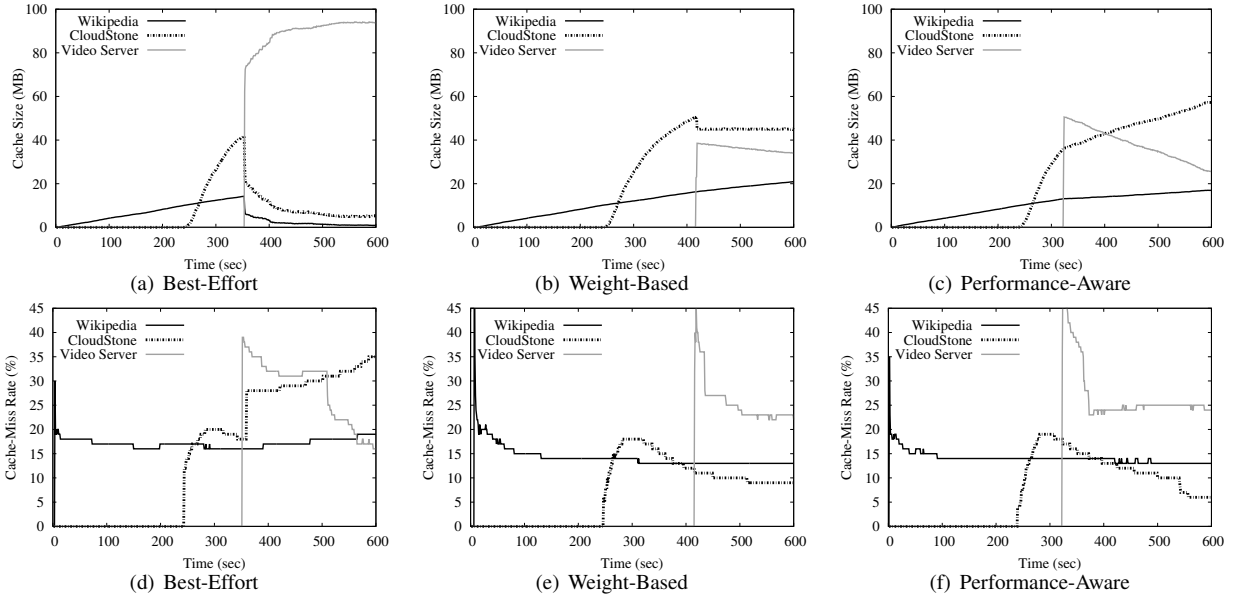 100
80
60
40
20
0
Cache Size (MB)
Wikipedia
CloudStone
Video Server
0 100 200 300 400 500 600
Time (sec)
(a) Best-Effort
100
80
60
40
20
0
Cache Size (MB)
Wikipedia
CloudStone
Video Server
0 100 200 300 400 500 600
Time (sec)
(b) Weight-Based
100
80
60
40
20
0
Cache Size (MB)
Wikipedia
CloudStone
Video Server
0 100 200 300 400 500 600
Time (sec)
(c) Performance-Aware
45
40
35
30
25
20
15
10
5
0
Cache-Miss Rate (%)
Wikipedia
CloudStone
Video Server
0 100 200 300 400 500 600
Time (sec)
(d) Best-Effort
45
40
35
30
25
20
15
10
5
0
Cache-Miss Rate (%)
Wikipedia
CloudStone
Video Server
0 100 200 300 400 500 600
Time (sec)
(e) Weight-Based
45
40
35
30
25
20
15
10
5
0
Cache-Miss Rate (%)
Wikipedia
CloudStone
Video Server
0 100 200 300 400 500 600
Time (sec)
(f) Performance-Aware